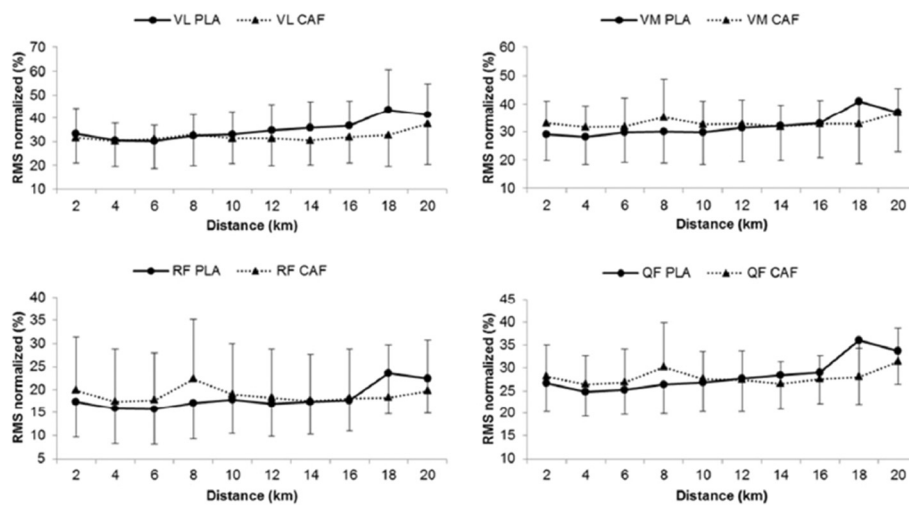 VL PLA VL CAF
RMS normalized (%)
70
60
50
40
30
20
10
2 4 6 8 10 12 14 16 18 20
Distance (km)
VM PLA VM CAF
RMS normalized (%)
60
50
40
30
20
10
2 4 6 8 10 12 14 16 18 20
Distance (km)
RF PLA RF CAF
RMS normalized (%)
40
35
30
25
20
15
10
5
2 4 6 8 10 12 14 16 18 20
Distance (km)
QF PLA QF CAF
RMS normalized (%)
45
40
35
30
25
20
15
10
2 4 6 8 10 12 14 16 18 20
Distance (km)